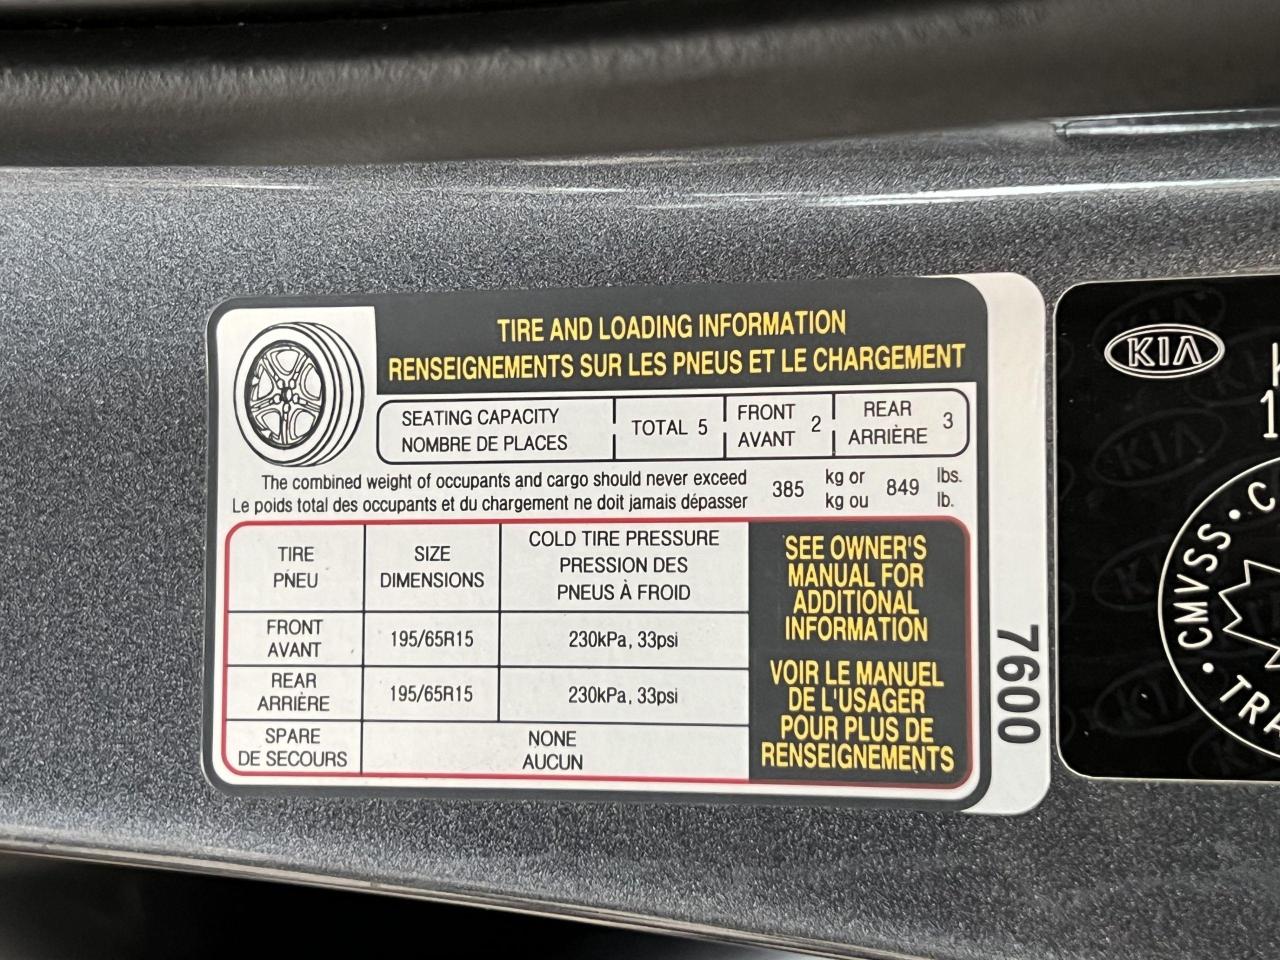 TIRE AND LOADING INFORMATION
RENSEIGNEMENTS SUR LES PNEUS ET LE CHARGEMENT
SEATING CAPACITY
NOMBRE DE PLACES
TOTAL 5
FRONT
AVANT
2
REAR
ARRIÈRE
3
The combined weight of occupants and cargo should never exceed
Le poids total des occupants et du chargement ne doit jamais dépasser
385
kg or
kg ou
849
lbs.
lb.
TIRE
PNEU
SIZE
DIMENSIONS
COLD TIRE PRESSURE
PRESSION DES
PNEUS À FROID
FRONT
AVANT
195/65R15
230kPa, 33psi
REAR
ARRIÈRE
195/65R15
230kPa, 33psi
SPARE
DE SECOURS
NONE
AUCUN
SEE OWNER'S
MANUAL FOR
ADDITIONAL
INFORMATION
VOIR LE MANUEL
DE L'USAGER
POUR PLUS DE
RENSEIGNEMENTS
7600
KIA
CMVSS